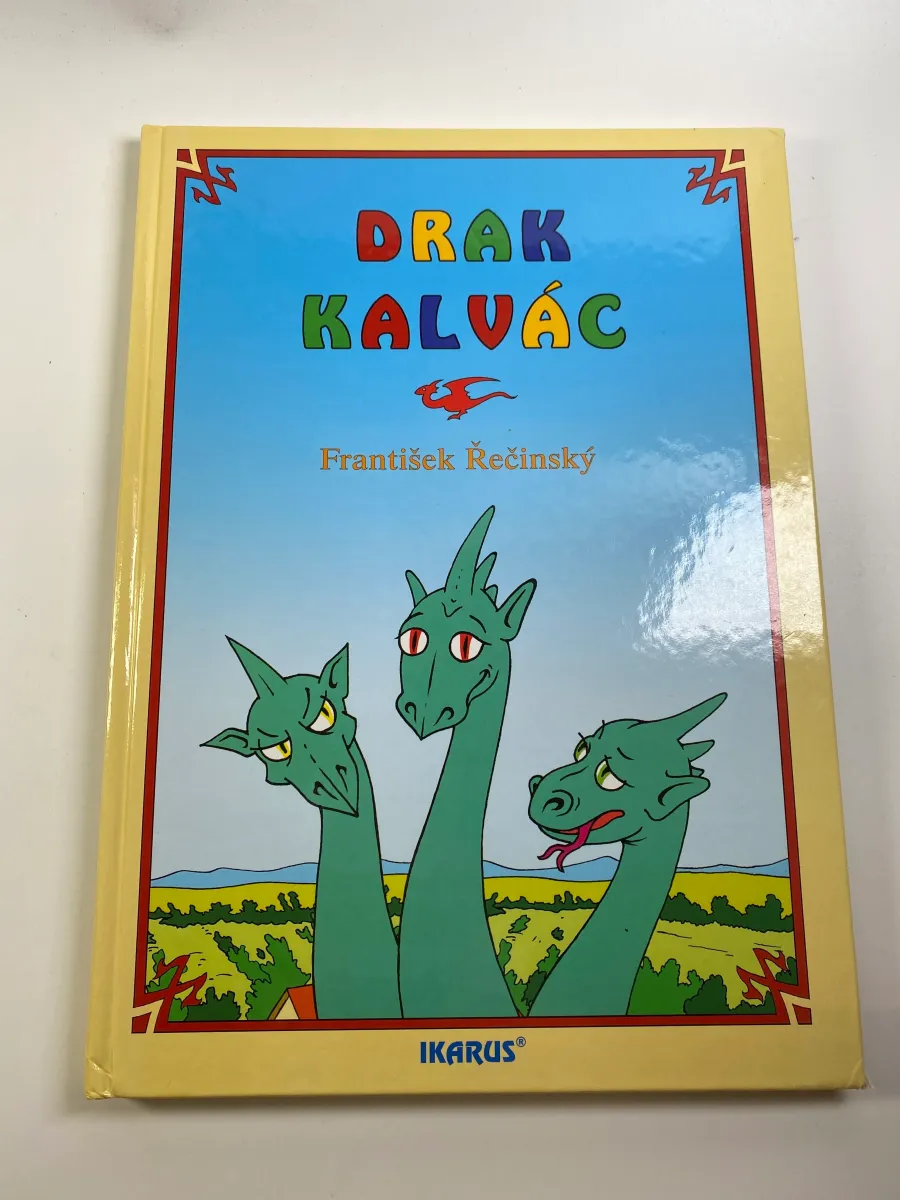 DRAK
KALVÁC
František Řečinský
IKARUS®